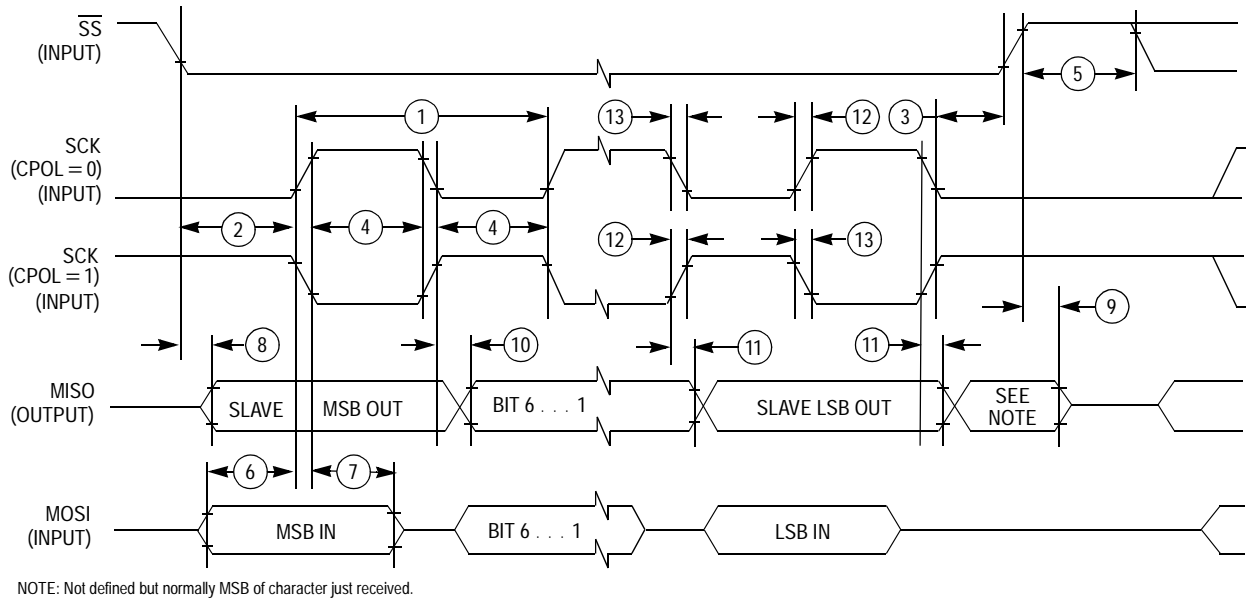 SS
(INPUT)
5
1
13
12
3
SCK
(CPOL = 0)
(INPUT)
2
4
4
12
13
SCK
(CPOL = 1)
(INPUT)
9
8
10
11
11
MISO
(OUTPUT)
SLAVE
MSB OUT
BIT 6 . . . 1
SLAVE LSB OUT
SEE
NOTE
6
7
MOSI
(INPUT)
MSB IN
BIT 6 . . . 1
LSB IN
NOTE: Not defined but normally MSB of character just received.